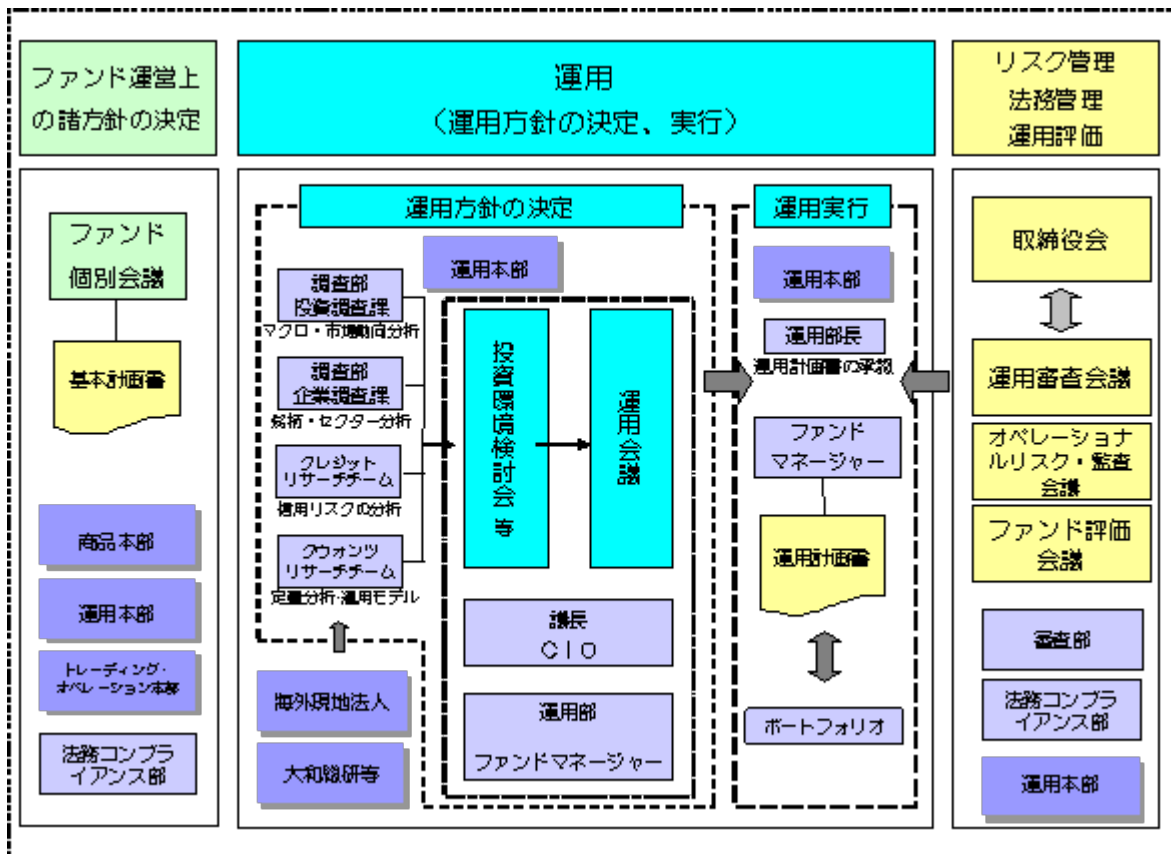 ファンド運営上
の諸方針の決定
運用
（運用方針の決定、実行）
リスク管理
法務管理
運用評価
ファンド
個別会議
基本計画書
商品本部
運用本部
トレーディング・
オペレーション本部
法務コンプラ
イアンス部
運用方針の決定
運用本部
調査部
投資調査課
マクロ・市場動向分析
調査部
企業調査課
銘柄・セクター分析
クレジット
リサーチチーム
信用リスクの分析
クウォンツ
リサーチチーム
定量分析・運用モデル
海外現地法人
大和総研等
投資環境検討会 等
運用会議
議長
ＣＩＯ
運用部
ファンドマネージャー
運用実行
運用本部
運用部長
運用計画書の承認
ファンド
マネージャー
運用計画書
ポートフォリオ
取締役会
運用審査会議
オペレーショナ
ルリスク・監査
会議
ファンド評価
会議
審査部
法務コンプラ
イアンス部
運用本部